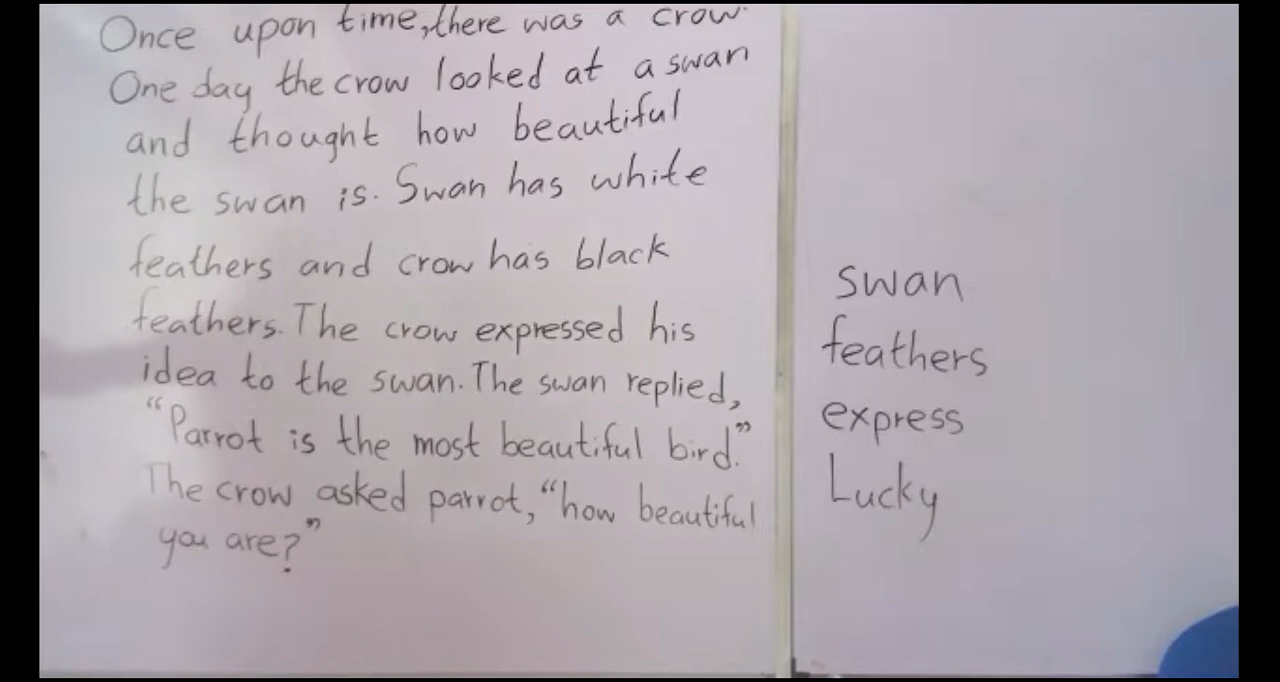 Once upon time, there was a crow.
One day the crow looked at a swan
and thought how beautiful
the swan is. Swan has white
feathers and crow has black
feathers. The crow expressed his
idea to the swan. The swan replied,
“Parrot is the most beautiful bird.”
The crow asked parrot, “how beautiful
you are?”
swan
feathers
express
Lucky